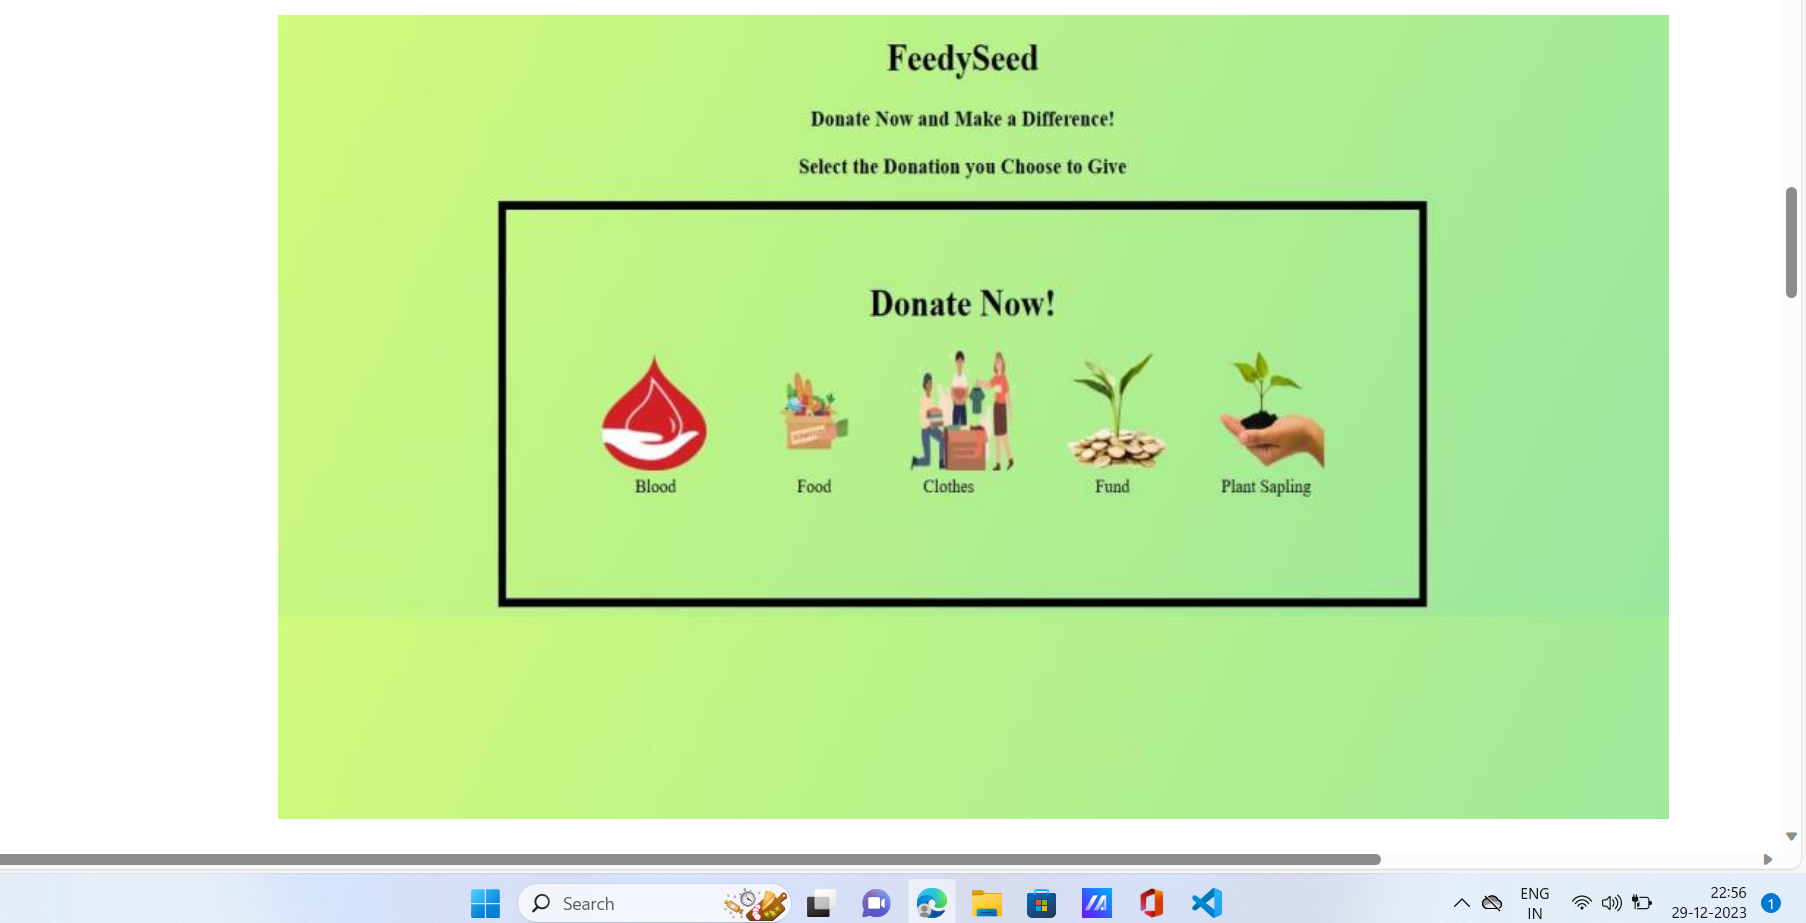 FeedySeed
Donate Now and Make a Difference!
Select the Donation you Choose to Give
Donate Now!
Blood Food Clothes Fund Plant Sapling
Search
ENG
IN
22:56
29-12-2023
1